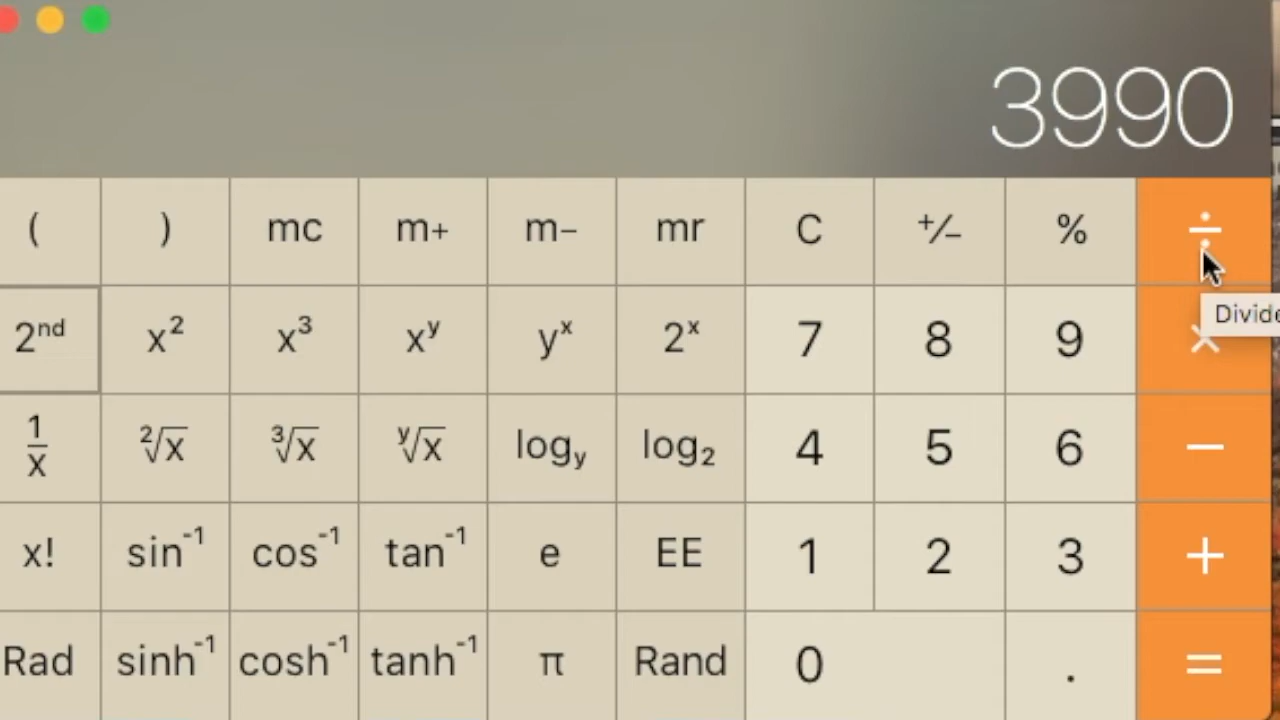 3990
( ) mc m+ m− mr C ⁺∕₋ % ÷
Divide
2ⁿᵈ x² x³ xʸ yˣ 2ˣ 7 8 9 ×
1/x ²√x ³√x ʸ√x logᵧ log₂ 4 5 6 −
x! sin⁻¹ cos⁻¹ tan⁻¹ e EE 1 2 3 +
Rad sinh⁻¹ cosh⁻¹ tanh⁻¹ π Rand 0 . =